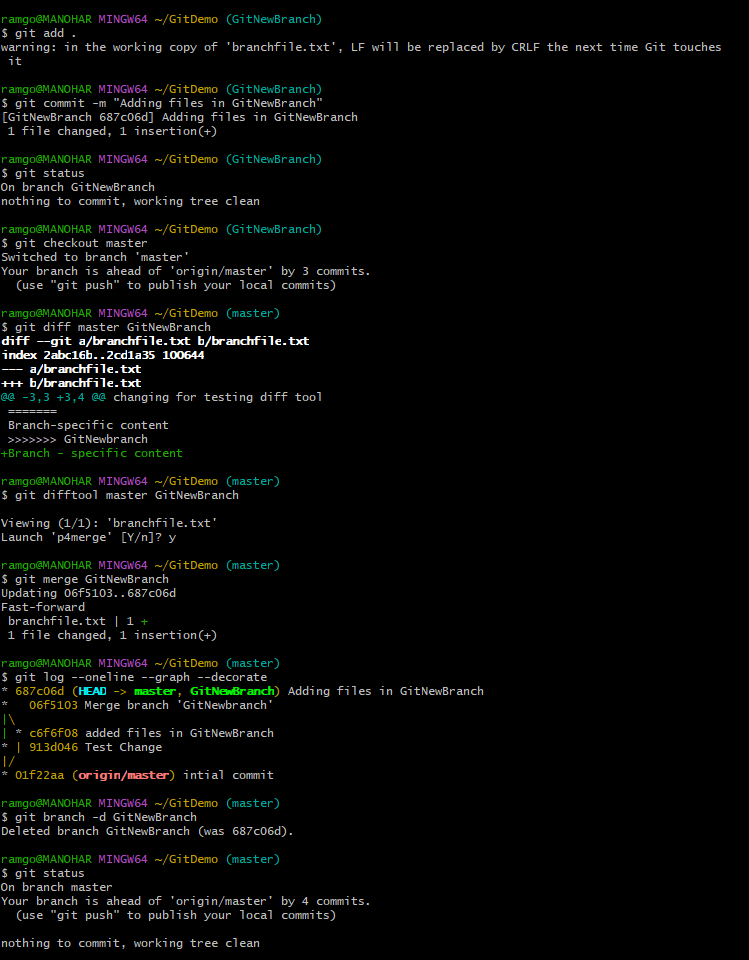 ramgo@MANOHAR MINGW64 ~/GitDemo (GitNewBranch)
$ git add .
warning: in the working copy of 'branchfile.txt', LF will be replaced by CRLF the next time Git touches
 it

ramgo@MANOHAR MINGW64 ~/GitDemo (GitNewBranch)
$ git commit -m "Adding files in GitNewBranch"
[GitNewBranch 687c06d] Adding files in GitNewBranch
 1 file changed, 1 insertion(+)

ramgo@MANOHAR MINGW64 ~/GitDemo (GitNewBranch)
$ git status
On branch GitNewBranch
nothing to commit, working tree clean

ramgo@MANOHAR MINGW64 ~/GitDemo (GitNewBranch)
$ git checkout master
Switched to branch 'master'
Your branch is ahead of 'origin/master' by 3 commits.
  (use "git push" to publish your local commits)

ramgo@MANOHAR MINGW64 ~/GitDemo (master)
$ git diff master GitNewBranch
diff --git a/branchfile.txt b/branchfile.txt
index 2abc16b..2cd1a35 100644
--- a/branchfile.txt
+++ b/branchfile.txt
@@ -3,3 +3,4 @@ changing for testing diff tool
 =======
 Branch-specific content
 >>>>>>> GitNewbranch
+Branch - specific content

ramgo@MANOHAR MINGW64 ~/GitDemo (master)
$ git difftool master GitNewBranch

Viewing (1/1): 'branchfile.txt'
Launch 'p4merge' [Y/n]? y

ramgo@MANOHAR MINGW64 ~/GitDemo (master)
$ git merge GitNewBranch
Updating 06f5103..687c06d
Fast-forward
 branchfile.txt | 1 +
 1 file changed, 1 insertion(+)

ramgo@MANOHAR MINGW64 ~/GitDemo (master)
$ git log --oneline --graph --decorate
* 687c06d (HEAD -> master, GitNewBranch) Adding files in GitNewBranch
*   06f5103 Merge branch 'GitNewbranch'
|\
| * c6f6f08 added files in GitNewBranch
* | 913d046 Test Change
|/
* 01f22aa (origin/master) intial commit

ramgo@MANOHAR MINGW64 ~/GitDemo (master)
$ git branch -d GitNewBranch
Deleted branch GitNewBranch (was 687c06d).

ramgo@MANOHAR MINGW64 ~/GitDemo (master)
$ git status
On branch master
Your branch is ahead of 'origin/master' by 4 commits.
  (use "git push" to publish your local commits)

nothing to commit, working tree clean